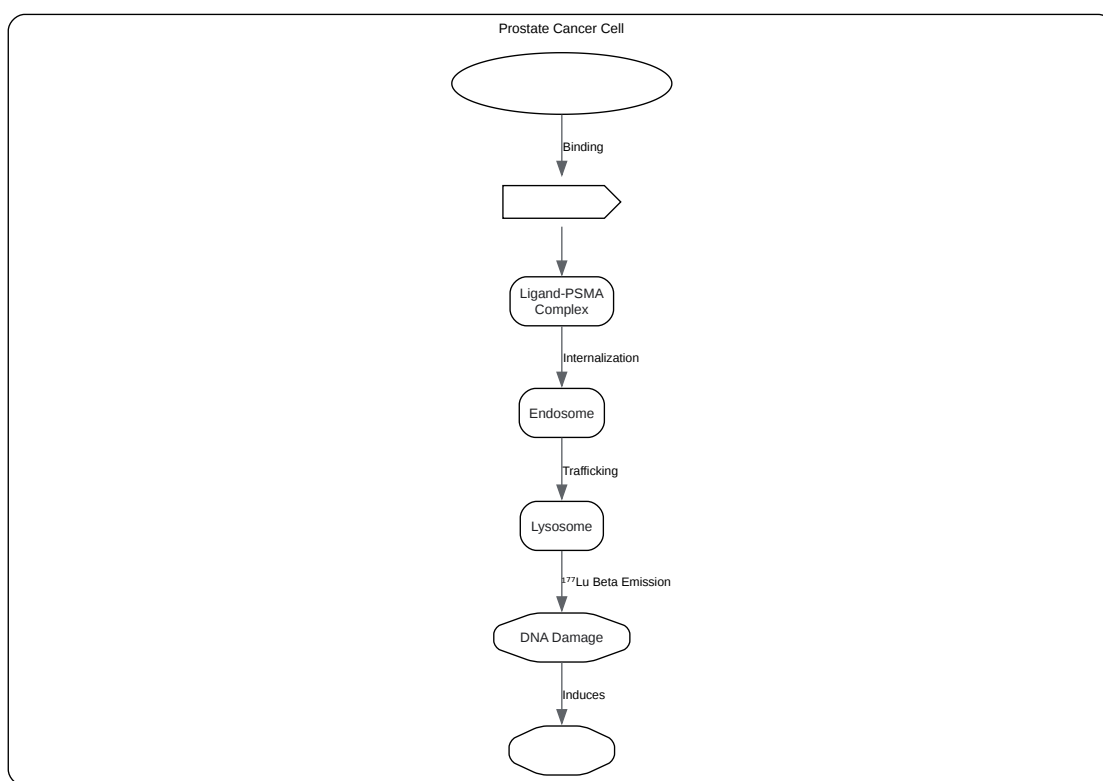 Prostate Cancer Cell
Binding
Ligand-PSMA
Complex
Internalization
Endosome
Trafficking
Lysosome
¹⁷⁷Lu Beta Emission
DNA Damage
Induces